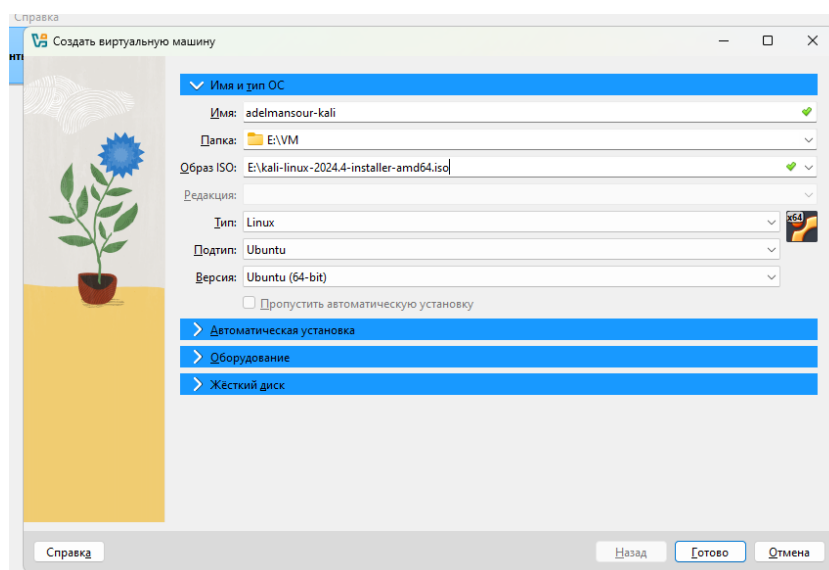 Справка
Создать виртуальную машину
Имя и тип ОС
Имя: adelmansour-kali
Папка: E:\VM
Образ ISO: E:\kali-linux-2024.4-installer-amd64.iso
Редакция:
Тип: Linux
x64
Подтип: Ubuntu
Версия: Ubuntu (64-bit)
Пропустить автоматическую установку
Автоматическая установка
Оборудование
Жёсткий диск
Справка
Назад
Готово
Отмена